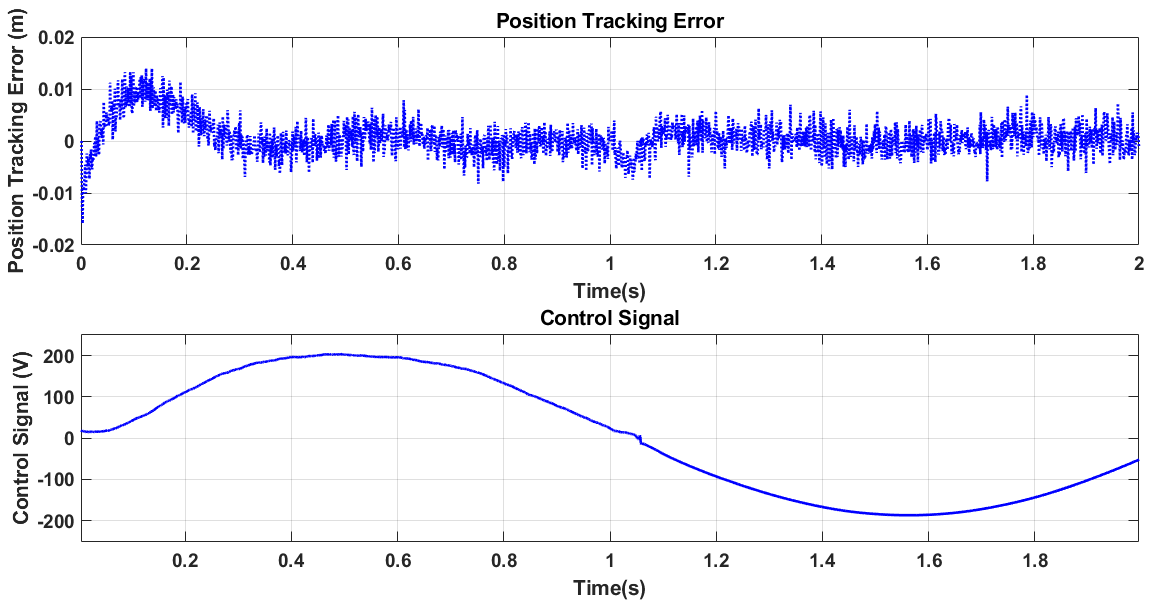 Position Tracking Error
Position Tracking Error (m)
0.02
0.01
0
-0.01
-0.02
0 0.2 0.4 0.6 0.8 1 1.2 1.4 1.6 1.8 2
Time(s)
Control Signal
Control Signal (V)
200
100
0
-100
-200
0.2 0.4 0.6 0.8 1 1.2 1.4 1.6 1.8
Time(s)